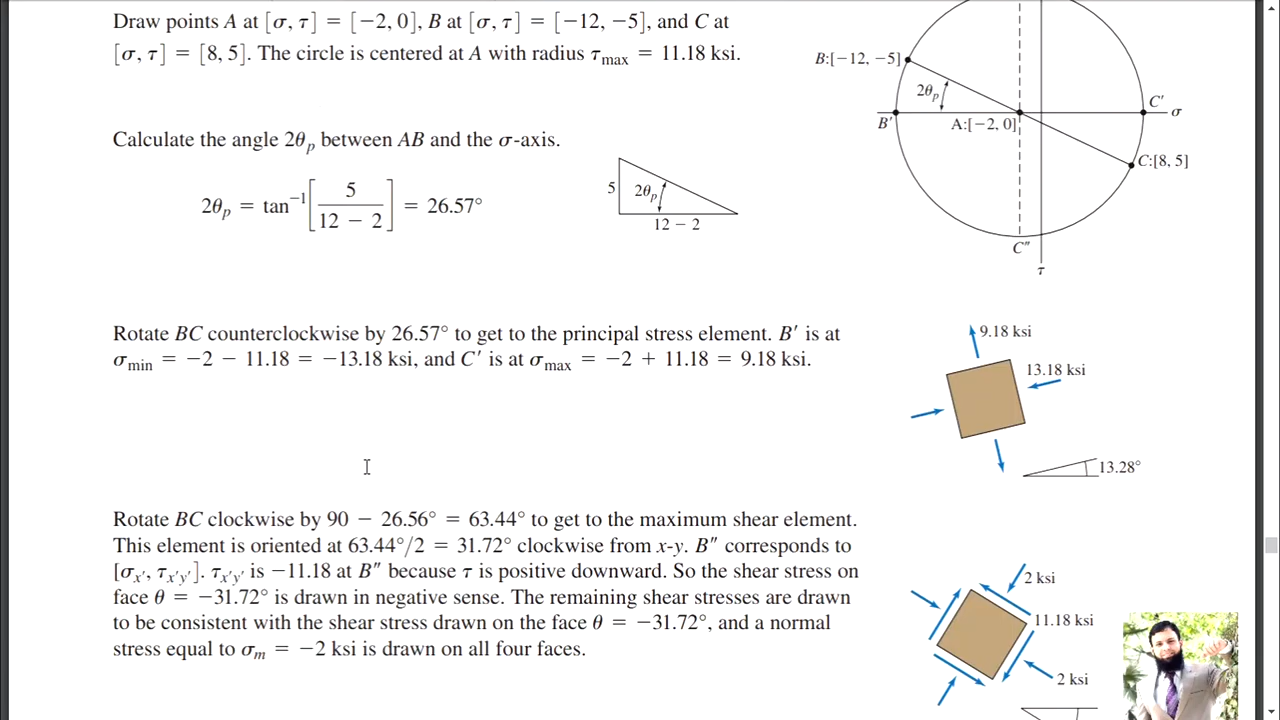 Draw points A at [σ, τ] = [−2, 0], B at [σ, τ] = [−12, −5], and C at
[σ, τ] = [8, 5]. The circle is centered at A with radius τmax = 11.18 ksi.
B:[−12, −5]
2θp
B′
A:[−2, 0]
C′
σ
C:[8, 5]
C″
τ
Calculate the angle 2θp between AB and the σ-axis.
2θp = tan−1[5 / (12 − 2)] = 26.57°
5
2θp
12 − 2
Rotate BC counterclockwise by 26.57° to get to the principal stress element. B′ is at
σmin = −2 − 11.18 = −13.18 ksi, and C′ is at σmax = −2 + 11.18 = 9.18 ksi.
9.18 ksi
13.18 ksi
13.28°
Rotate BC clockwise by 90 − 26.56° = 63.44° to get to the maximum shear element.
This element is oriented at 63.44°/2 = 31.72° clockwise from x-y. B″ corresponds to
[σx′, τx′y′]. τx′y′ is −11.18 at B″ because τ is positive downward. So the shear stress on
face θ = −31.72° is drawn in negative sense. The remaining shear stresses are drawn
to be consistent with the shear stress drawn on the face θ = −31.72°, and a normal
stress equal to σm = −2 ksi is drawn on all four faces.
2 ksi
11.18 ksi
2 ksi